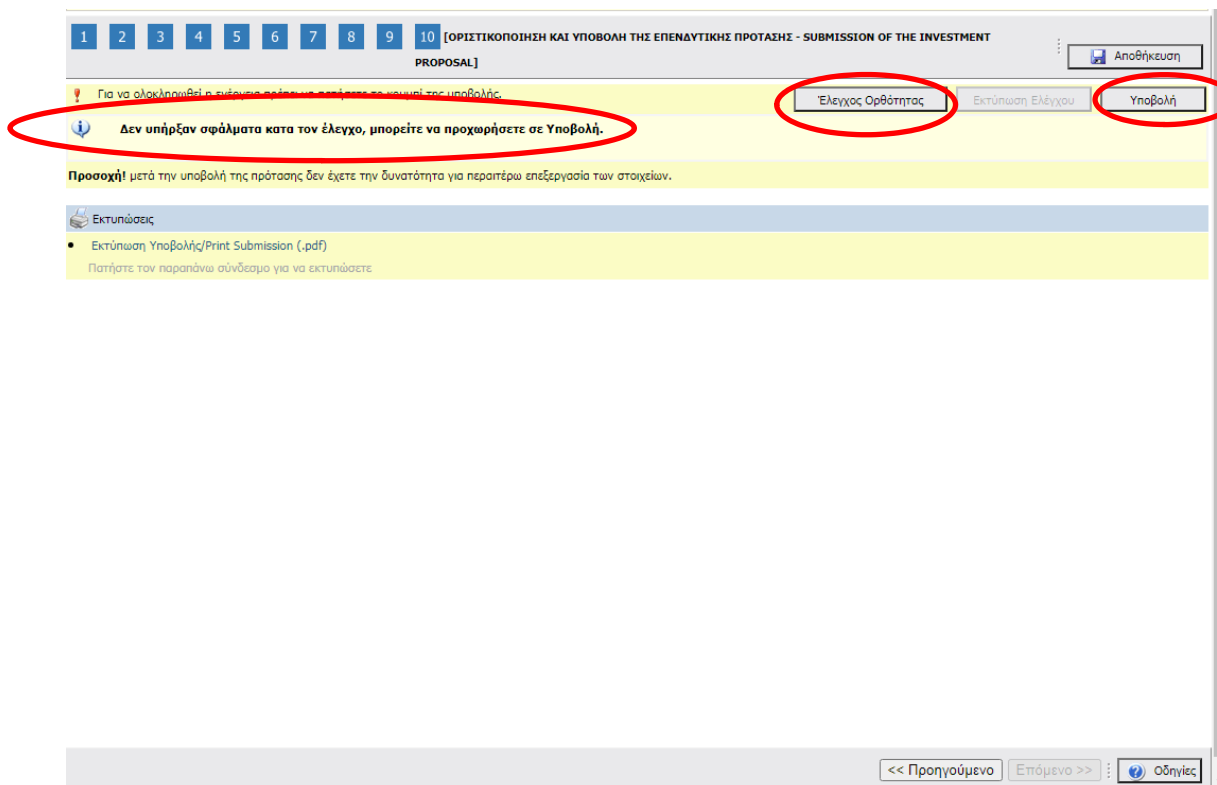 1 2 3 4 5 6 7 8 9 10 [ΟΡΙΣΤΙΚΟΠΟΙΗΣΗ ΚΑΙ ΥΠΟΒΟΛΗ ΤΗΣ ΕΠΕΝΔΥΤΙΚΗΣ ΠΡΟΤΑΣΗΣ - SUBMISSION OF THE INVESTMENT
PROPOSAL]
Αποθήκευση
Για να ολοκληρωθεί η ενέργεια πρέπει να πατήσετε το κουμπί της υποβολής.
Έλεγχος Ορθότητας Εκτύπωση Ελέγχου Υποβολή
Δεν υπήρξαν σφάλματα κατα τον έλεγχο, μπορείτε να προχωρήσετε σε Υποβολή.
Προσοχή! μετά την υποβολή της πρότασης δεν έχετε την δυνατότητα για περαιτέρω επεξεργασία των στοιχείων.
Εκτυπώσεις
• Εκτύπωση Υποβολής/Print Submission (.pdf)
Πατήστε τον παραπάνω σύνδεσμο για να εκτυπώσετε
<< Προηγούμενο Επόμενο >> Οδηγίες